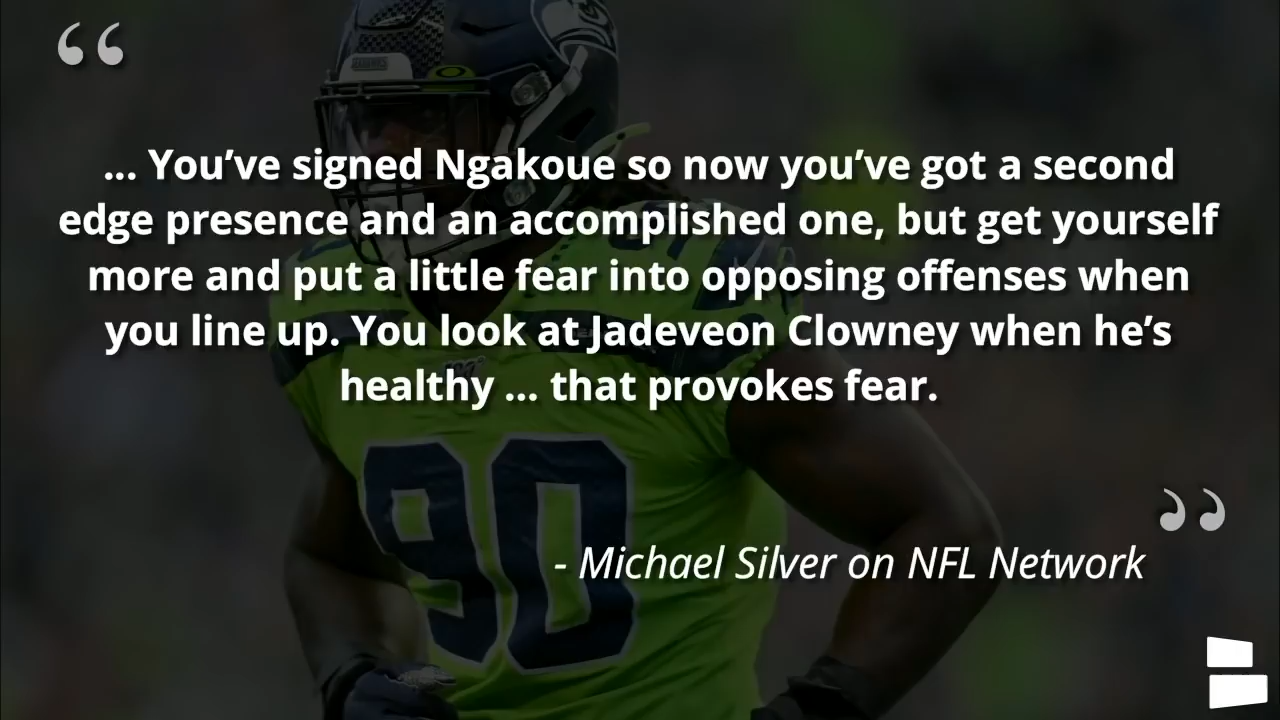 “
... You’ve signed Ngakoue so now you’ve got a second
edge presence and an accomplished one, but get yourself
more and put a little fear into opposing offenses when
you line up. You look at Jadeveon Clowney when he’s
healthy ... that provokes fear.
”
- Michael Silver on NFL Network
90